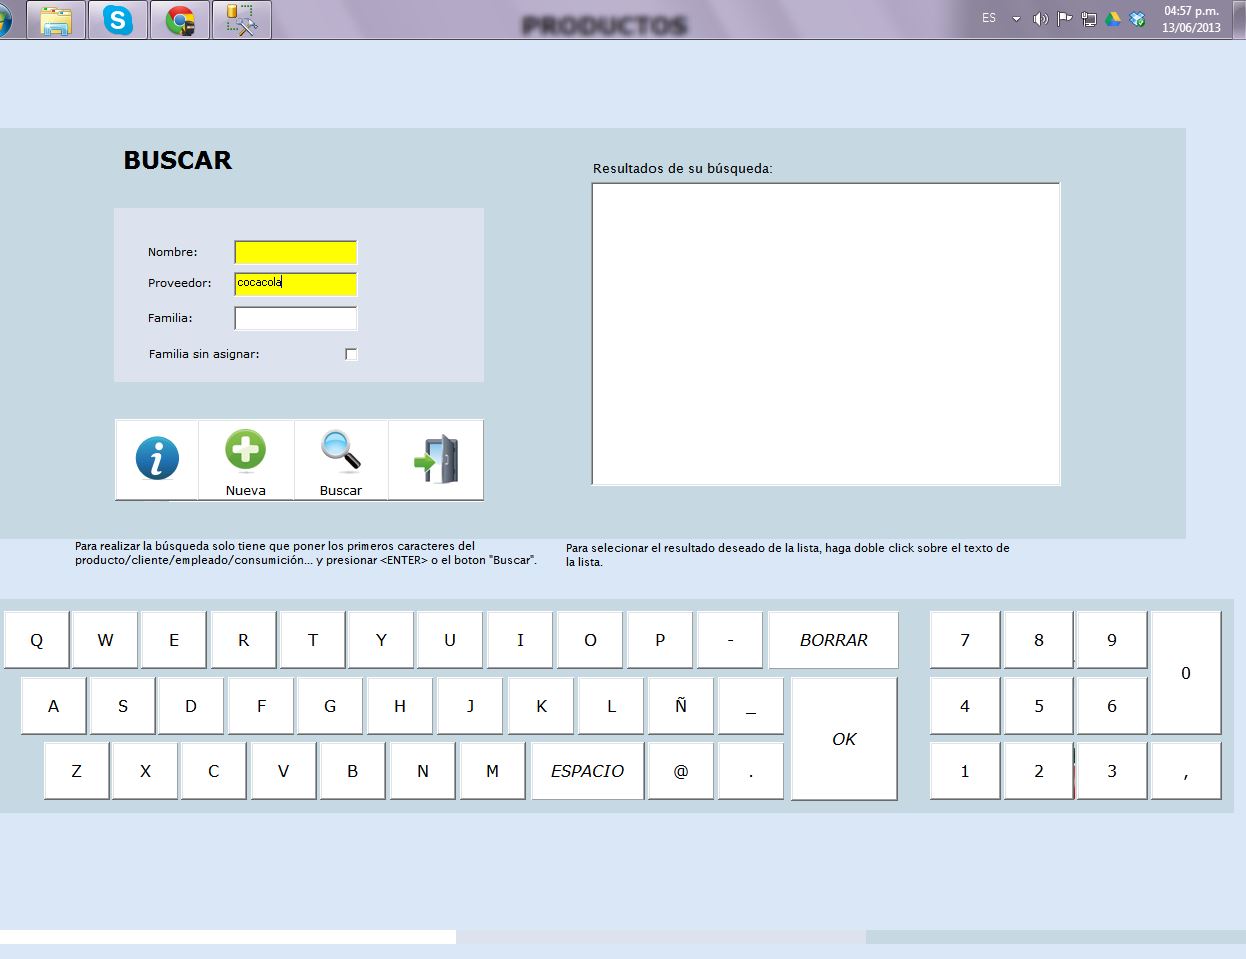 PRODUCTOS
ES
04:57 p.m.
13/06/2013
BUSCAR
Resultados de su búsqueda:
Nombre:
Proveedor: cocacola
Familia:
Familia sin asignar:
Nueva
Buscar
Para realizar la búsqueda solo tiene que poner los primeros caracteres del
producto/cliente/empleado/consumición... y presionar <ENTER> o el boton "Buscar".
Para selecionar el resultado deseado de la lista, haga doble click sobre el texto de
la lista.
Q W E R T Y U I O P - BORRAR 7 8 9 0
A S D F G H J K L Ñ _ OK 4 5 6
Z X C V B N M ESPACIO @ . 1 2 3 ,